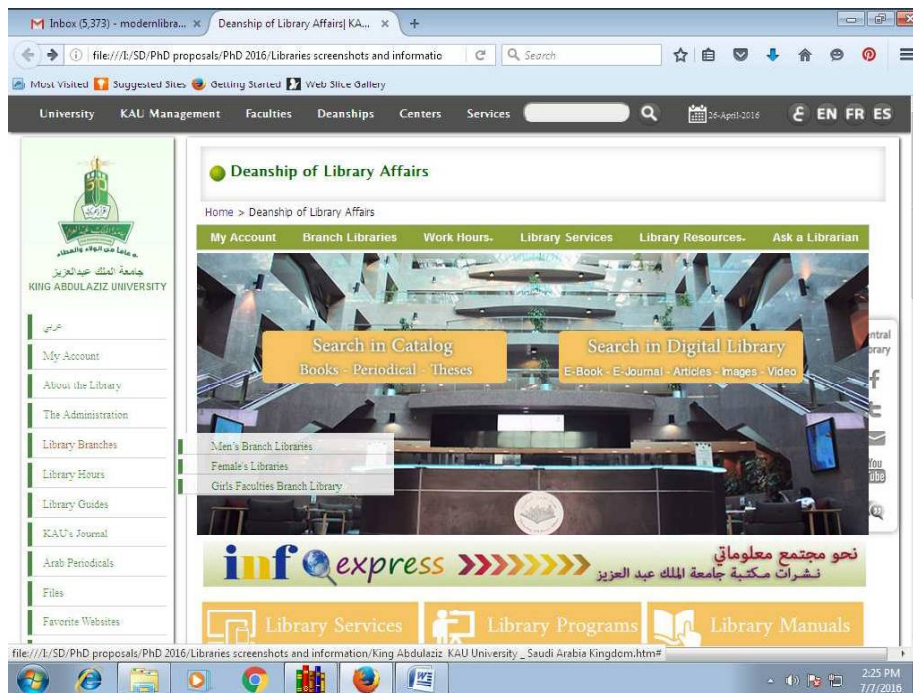 Inbox (5,373) - modernlibra...
Deanship of Library Affairs| KA...
file:///I:/SD/PhD proposals/PhD 2016/Libraries screenshots and informatio
Search
Most Visited Suggested Sites Getting Started Web Slice Gallery
University KAU Management Faculties Deanships Centers Services 26-April-2016 ع EN FR ES
Deanship of Library Affairs
Home > Deanship of Library Affairs
My Account Branch Libraries Work Hours. Library Services Library Resources. Ask a Librarian
جامعة الملك عبدالعزيز
KING ABDULAZIZ UNIVERSITY
عربي
My Account
About the Library
The Administration
Library Branches
Library Hours
Library Guides
KAU's Journal
Arab Periodicals
Files
Favorite Websites
Search in Catalog
Books - Periodical - Theses
Search in Digital Library
E-Book - E-Journal - Articles - Images - Video
Men's Branch Libraries
Female's Libraries
Girls Faculties Branch Library
You
Tube
inf express
نحو مجتمع معلوماتي
نشرات مكتبة جامعة الملك عبد العزيز
Library Services
Library Programs
Library Manuals
file:///I:/SD/PhD proposals/PhD 2016/Libraries screenshots and information/King Abdulaziz KAU University _ Saudi Arabia Kingdom.htm#
2:25 PM
7/7/2016